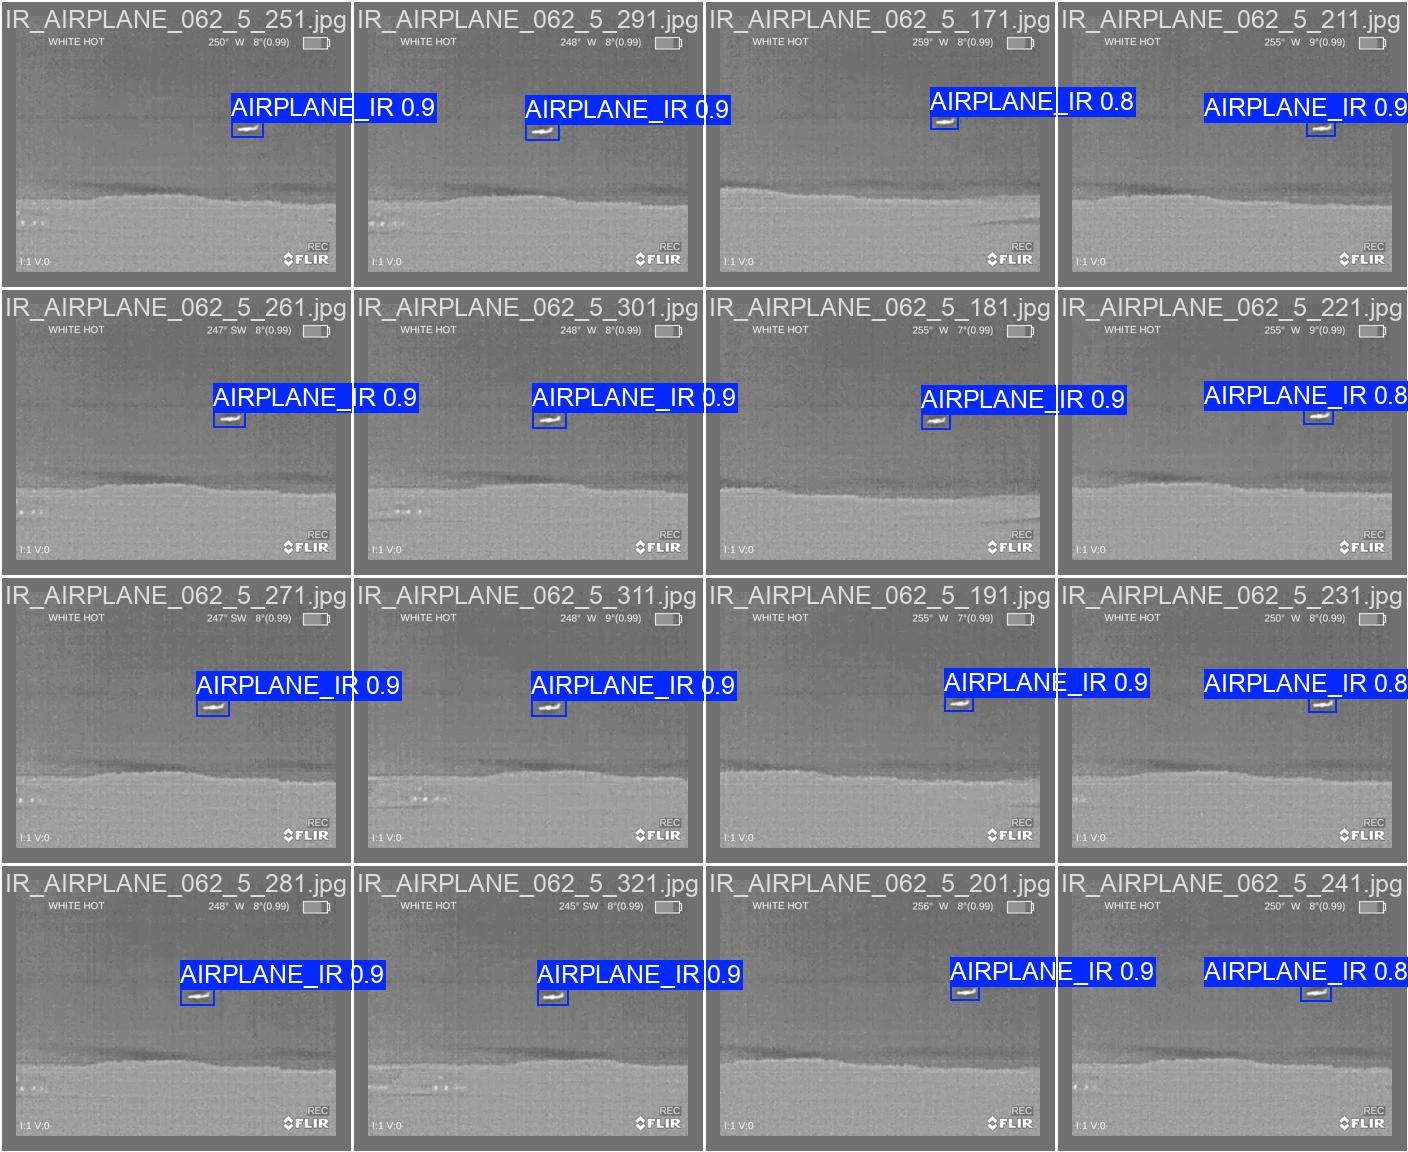 IR_AIRPLANE_062_5_251.jpg
WHITE HOT 250° W 8°(0.99)
AIRPLANE_IR 0.9
REC
I:1 V:0 FLIR
IR_AIRPLANE_062_5_291.jpg
WHITE HOT 248° W 8°(0.99)
AIRPLANE_IR 0.9
REC
FLIR
IR_AIRPLANE_062_5_171.jpg
WHITE HOT 259° W 8°(0.99)
AIRPLANE_IR 0.8
REC
FLIR
IR_AIRPLANE_062_5_211.jpg
WHITE HOT 255° W 9°(0.99)
AIRPLANE_IR 0.9
REC
I:1 V:0 FLIR
IR_AIRPLANE_062_5_261.jpg
WHITE HOT 247° SW 8°(0.99)
AIRPLANE_IR 0.9
REC
I:1 V:0 FLIR
IR_AIRPLANE_062_5_301.jpg
WHITE HOT 248° W 8°(0.99)
AIRPLANE_IR 0.9
REC
I:1 V:0 FLIR
IR_AIRPLANE_062_5_181.jpg
WHITE HOT 255° W 7°(0.99)
AIRPLANE_IR 0.9
REC
FLIR
IR_AIRPLANE_062_5_221.jpg
WHITE HOT 255° W 9°(0.99)
AIRPLANE_IR 0.8
REC
I:1 V:0 FLIR
IR_AIRPLANE_062_5_271.jpg
WHITE HOT 247° SW 8°(0.99)
AIRPLANE_IR 0.9
REC
I:1 V:0 FLIR
IR_AIRPLANE_062_5_311.jpg
WHITE HOT 248° W 9°(0.99)
AIRPLANE_IR 0.9
REC
I:1 V:0 FLIR
IR_AIRPLANE_062_5_191.jpg
WHITE HOT 255° W 7°(0.99)
AIRPLANE_IR 0.9
REC
I:1 V:0 FLIR
IR_AIRPLANE_062_5_231.jpg
WHITE HOT 250° W 8°(0.99)
AIRPLANE_IR 0.8
REC
I:1 V:0 FLIR
IR_AIRPLANE_062_5_281.jpg
WHITE HOT 248° W 8°(0.99)
AIRPLANE_IR 0.9
REC
I:1 V:0 FLIR
IR_AIRPLANE_062_5_321.jpg
WHITE HOT 245° SW 8°(0.99)
AIRPLANE_IR 0.9
REC
I:1 V:0 FLIR
IR_AIRPLANE_062_5_201.jpg
WHITE HOT 256° W 8°(0.99)
AIRPLANE_IR 0.9
REC
I:1 V:0 FLIR
IR_AIRPLANE_062_5_241.jpg
WHITE HOT 250° W 8°(0.99)
AIRPLANE_IR 0.8
REC
I:1 V:0 FLIR